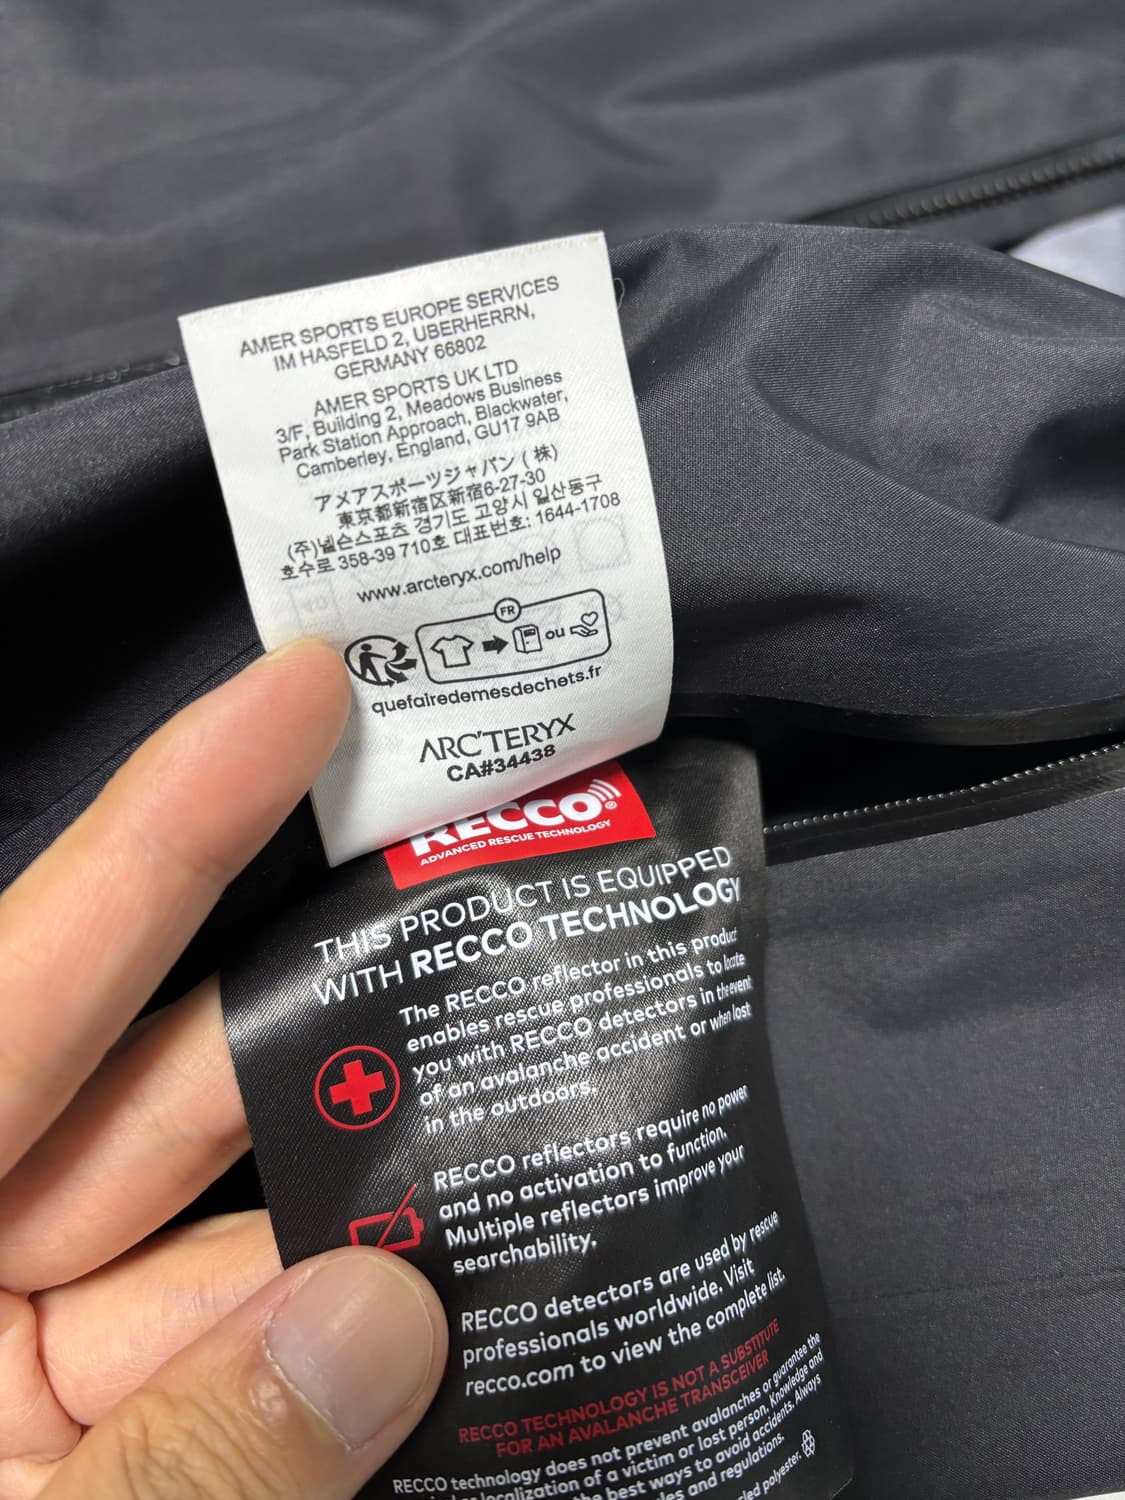 AMER SPORTS EUROPE SERVICES
IM HASFELD 2, UBERHERRN,
GERMANY 66802
AMER SPORTS UK LTD
3/F, Building 2, Meadows Business
Park Station Approach, Blackwater,
Camberley, England, GU17 9AB
アメアスポーツジャパン（株）
東京都新宿区新宿6-27-30
(주)넬슨스포츠 경기도 고양시 일산동구
호수로 358-39 710호 대표번호: 1644-1708
www.arcteryx.com/help
FR
ou
quefairedemesdechets.fr
ARC'TERYX
CA#34438
RECCO®
ADVANCED RESCUE TECHNOLOGY
THIS PRODUCT IS EQUIPPED
WITH RECCO TECHNOLOGY
The RECCO reflector in this product
enables rescue professionals to locate
you with RECCO detectors in the event
of an avalanche accident or when lost
in the outdoors.
RECCO reflectors require no power
and no activation to function.
Multiple reflectors improve your
searchability.
RECCO detectors are used by rescue
professionals worldwide. Visit
recco.com to view the complete list.
RECCO TECHNOLOGY IS NOT A SUBSTITUTE
FOR AN AVALANCHE TRANSCEIVER
RECCO technology does not prevent avalanches or guarantee the
localization of a victim or lost person. Knowledge and
the best ways to avoid accidents. Always
and regulations.
polyester.